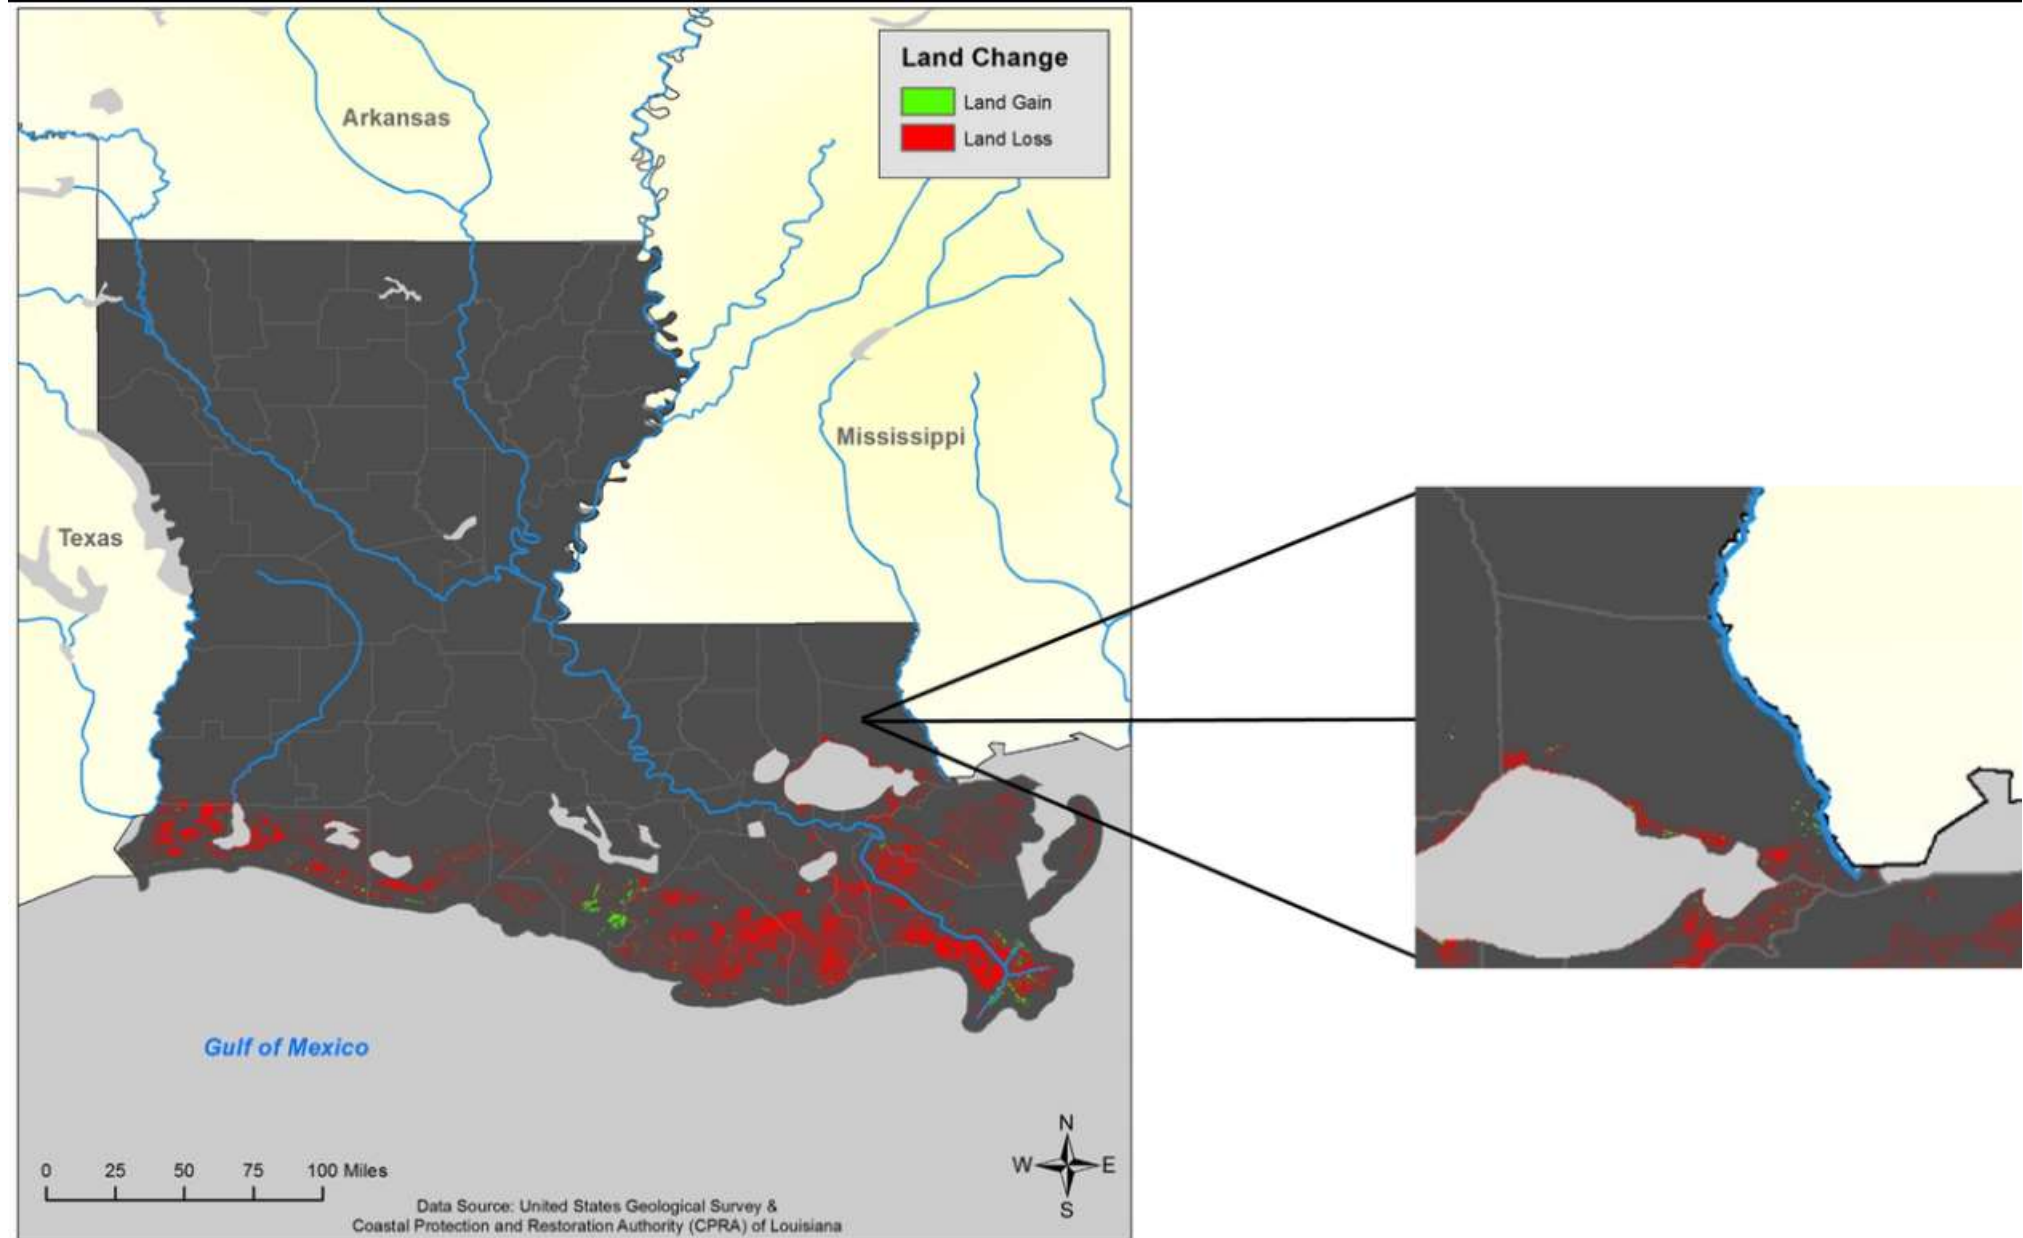 Land Change
Land Gain
Land Loss
Arkansas
Mississippi
Texas
Gulf of Mexico
N
W E
S
0 25 50 75 100 Miles
Data Source: United States Geological Survey &
Coastal Protection and Restoration Authority (CPRA) of Louisiana